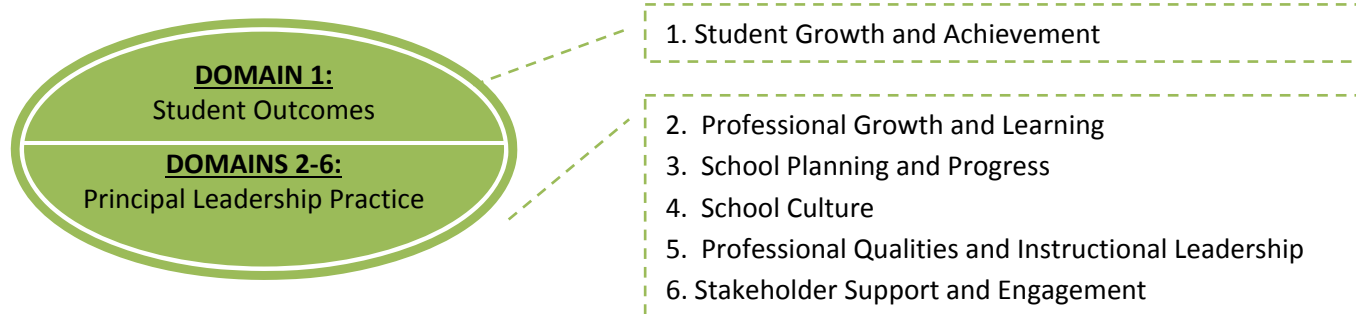 DOMAIN 1:
Student Outcomes
DOMAINS 2-6:
Principal Leadership Practice
1. Student Growth and Achievement
2. Professional Growth and Learning
3. School Planning and Progress
4. School Culture
5. Professional Qualities and Instructional Leadership
6. Stakeholder Support and Engagement